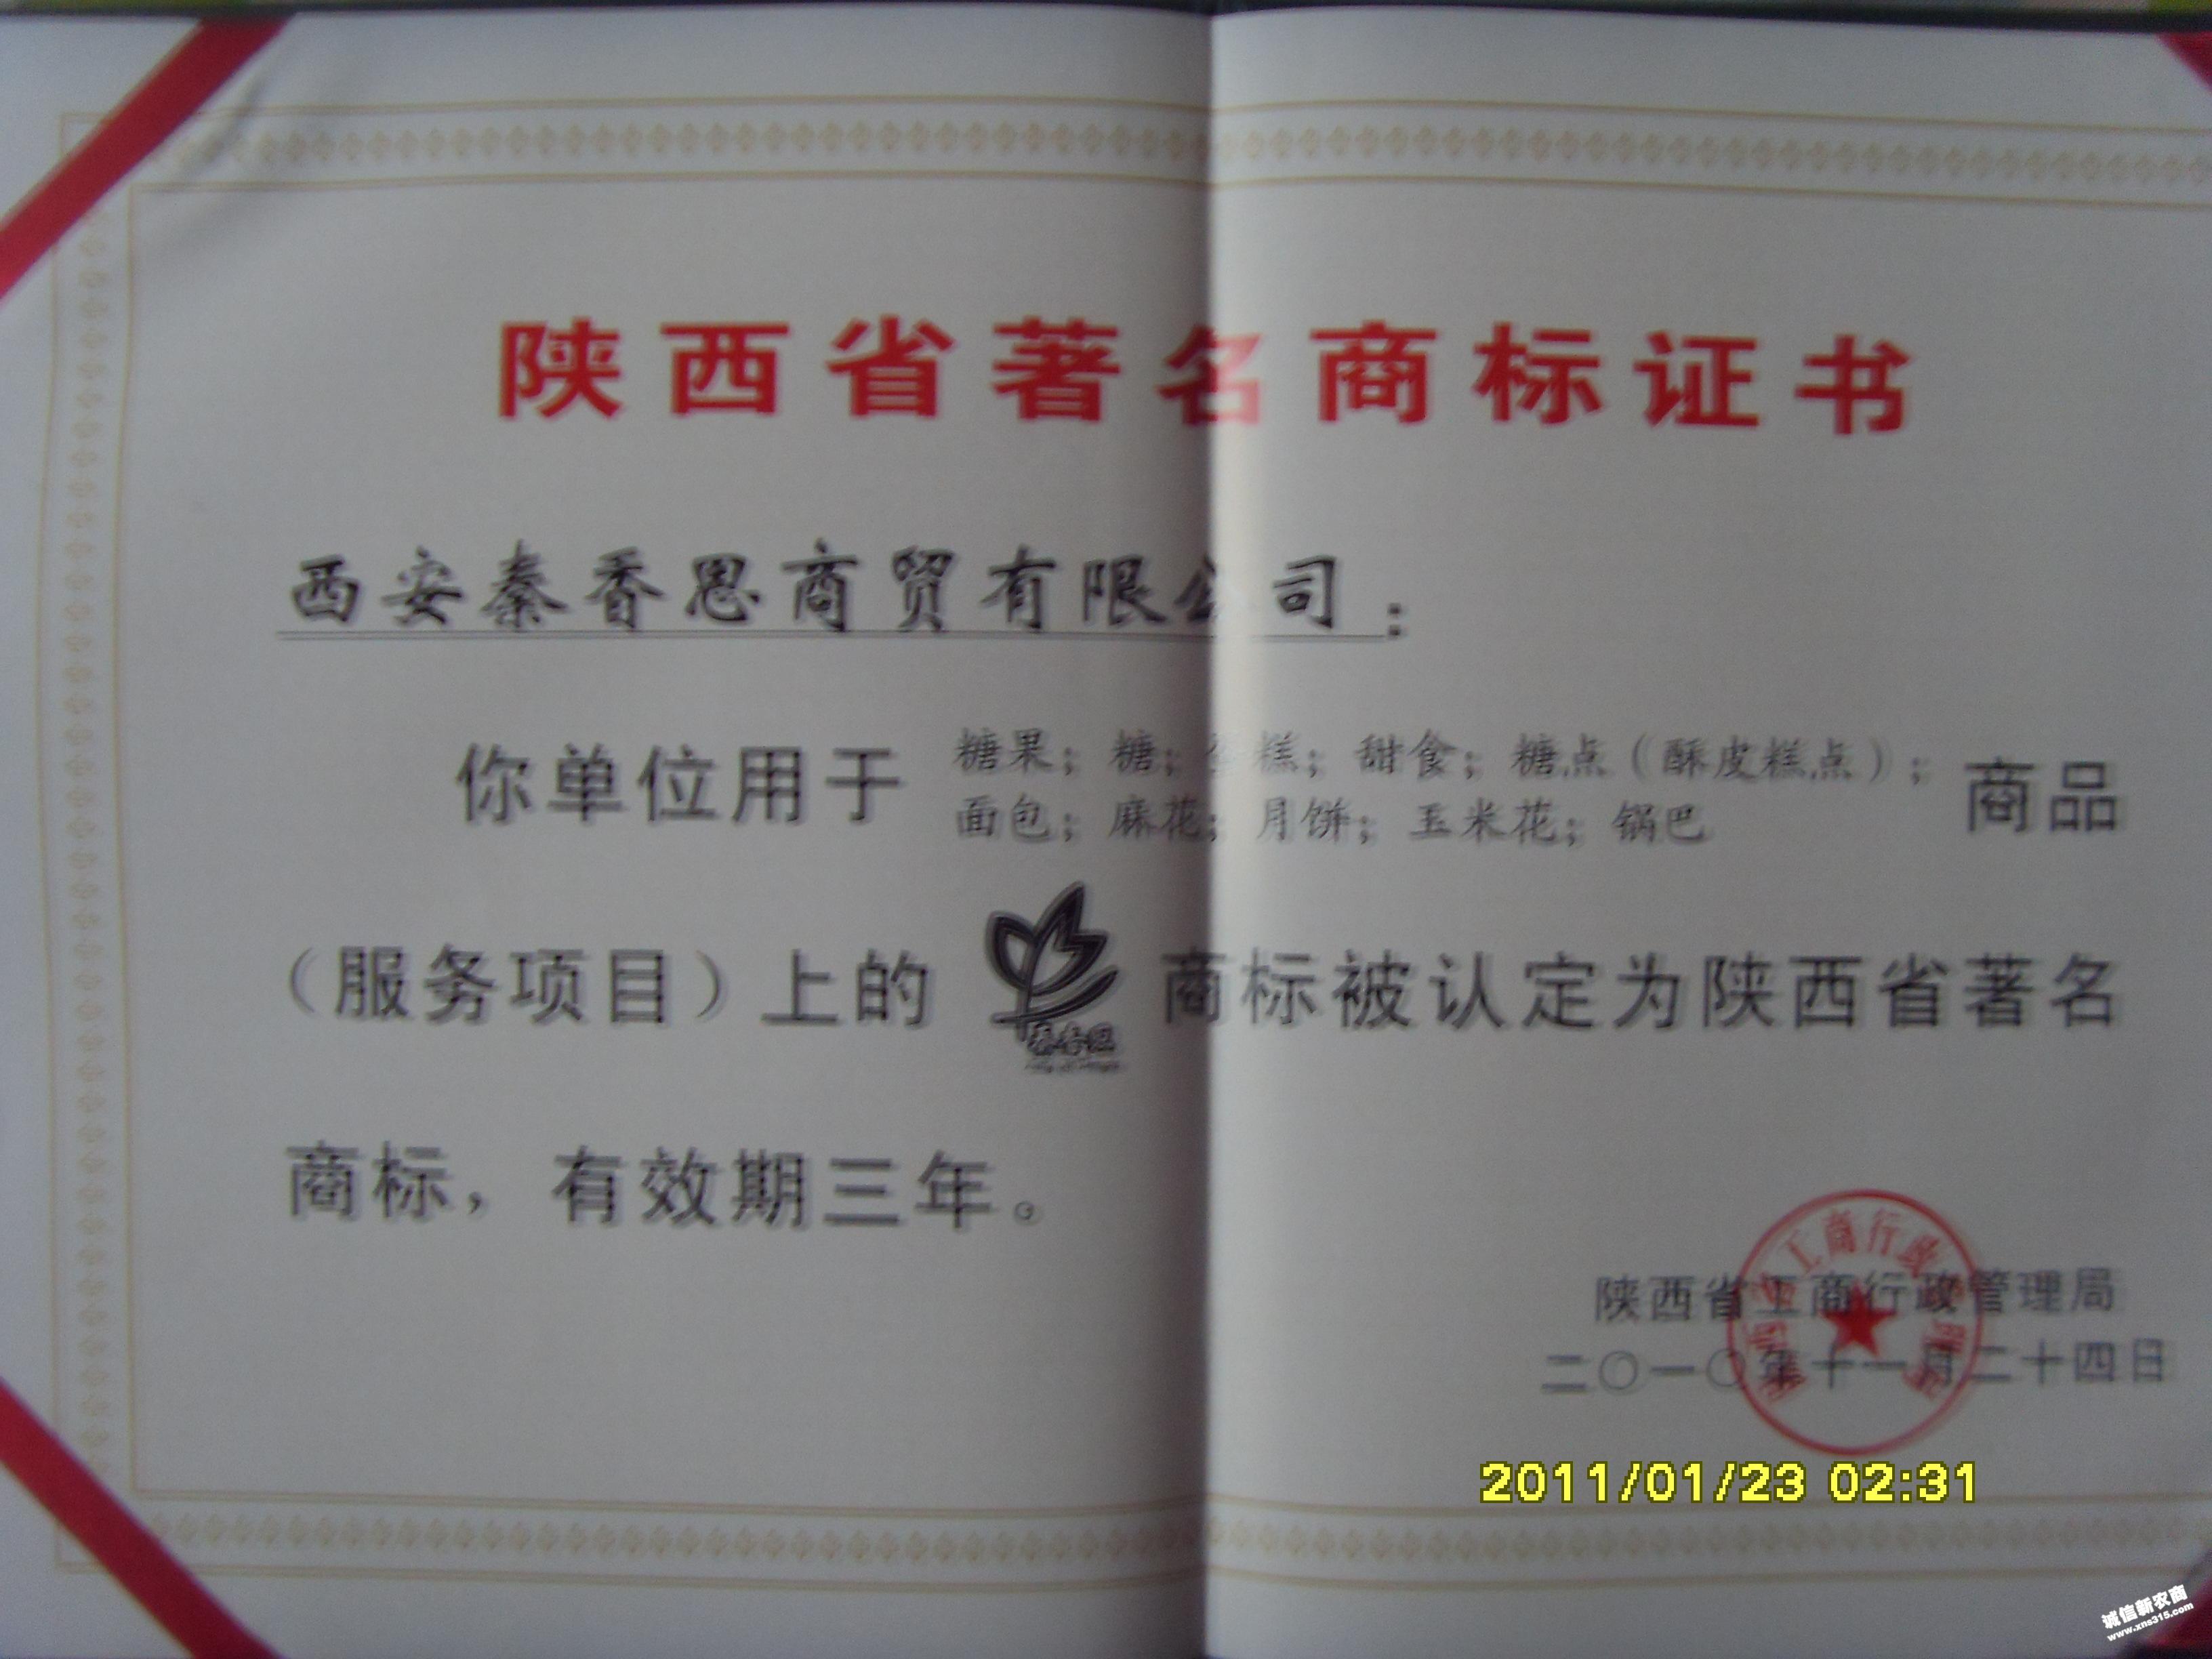 陕西省著名商标证书
西安秦香思商贸有限公司：
你单位用于 糖果；糖；蛋糕；甜食；糖点（酥皮糕点）；
面包；麻花；月饼；玉米花；锅巴 商品
（服务项目）上的 商标被认定为陕西省著名
商标，有效期三年。
陕西省工商行政管理局
二〇一〇年十一月二十四日
2011/01/23 02:31
诚信新农商
www.xns315.com